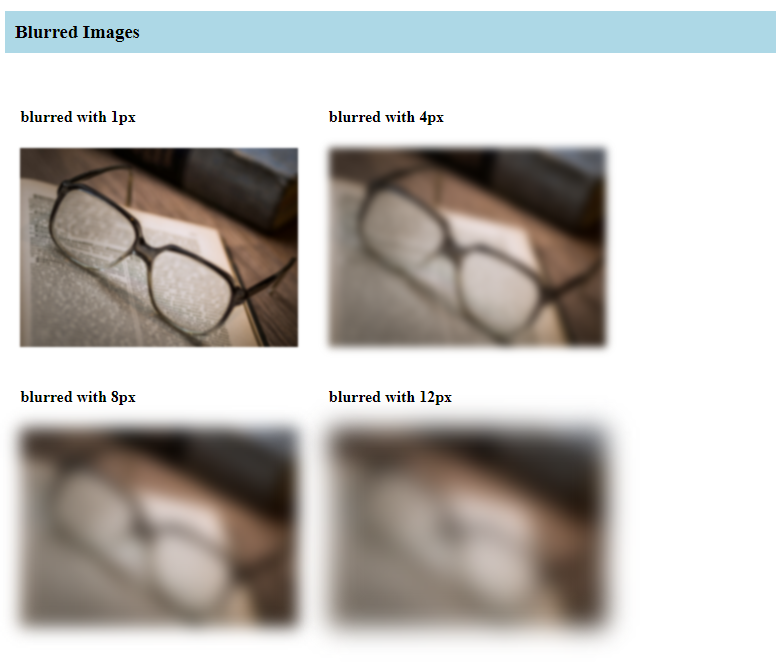 Blurred Images
blurred with 1px
blurred with 4px
blurred with 8px
blurred with 12px